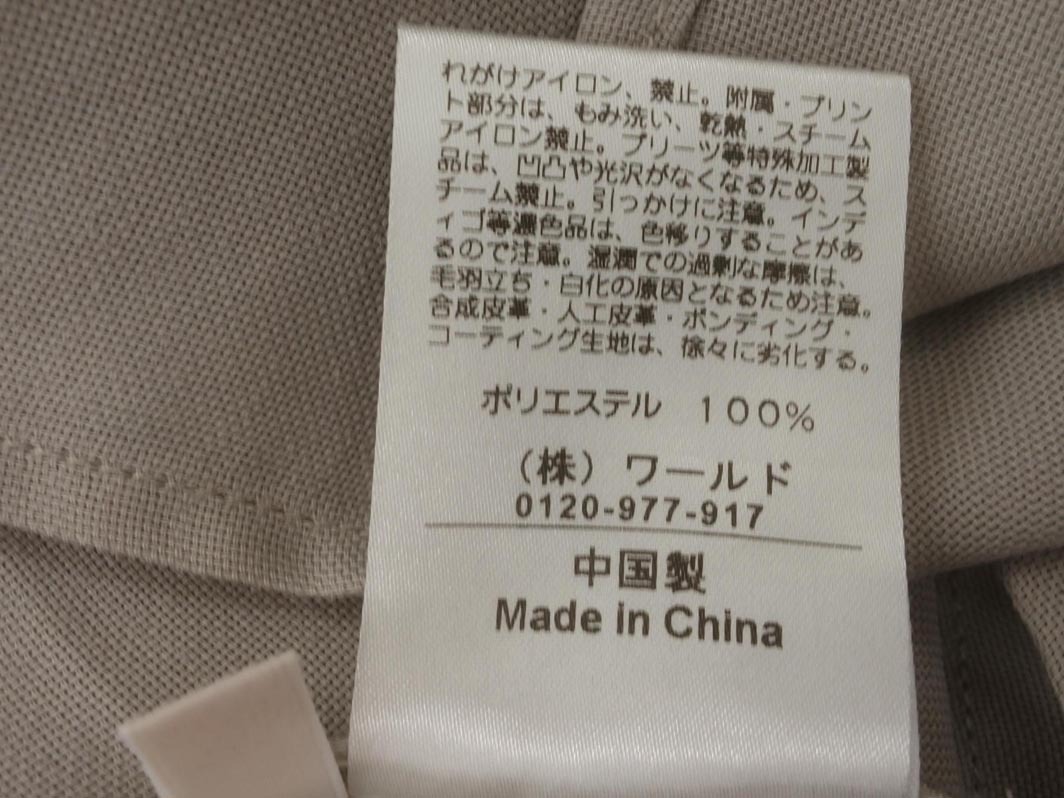 れがけアイロン、禁止。附属・プリン
ト部分は、もみ洗い、乾熱・スチーム
アイロン禁止。プリーツ等特殊加工製
品は、凹凸や光沢がなくなるため、ス
チーム禁止。引っかけに注意。インデ
ィゴ等濃色品は、色移りすることがあ
るので注意。湿潤での過剰な摩擦は、
毛羽立ち・白化の原因となるため注意。
合成皮革・人工皮革・ボンディング・
コーティング生地は、徐々に劣化する。
ポリエステル　１００％
（株）ワールド
0120-977-917
中国製
Made in China